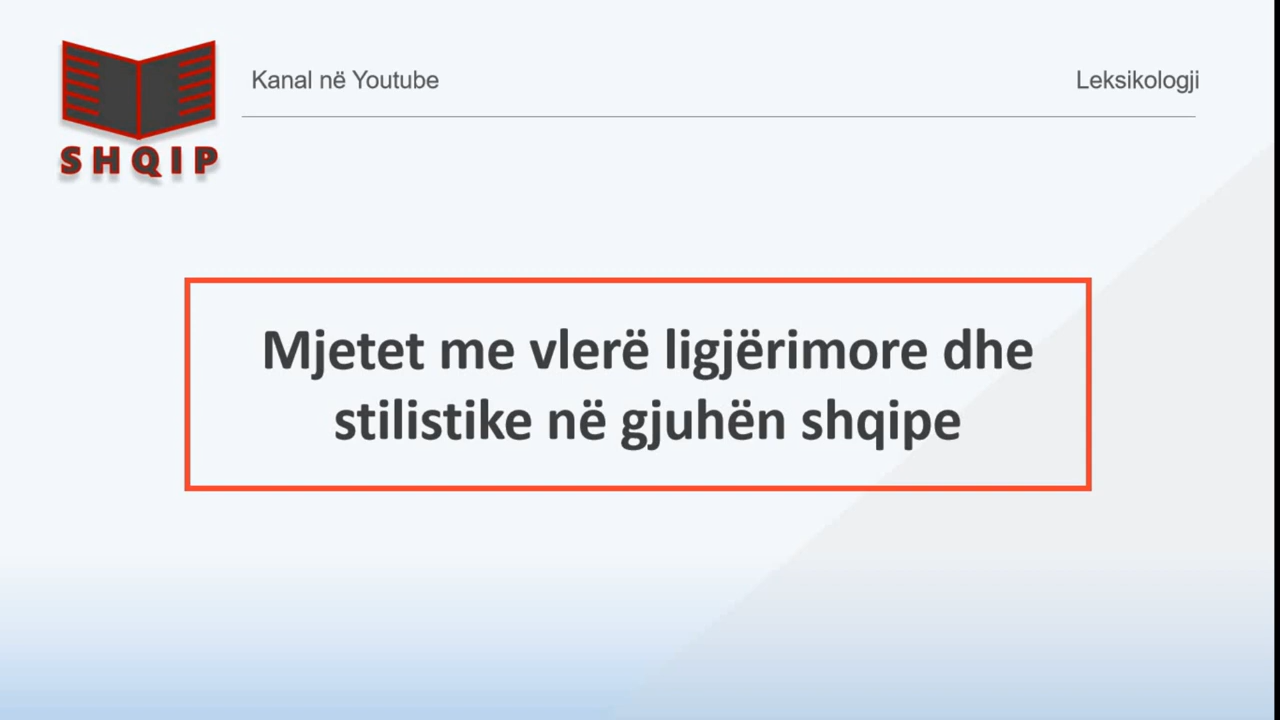 Kanal në Youtube
Leksikologji
SHQIP
Mjetet me vlerë ligjërimore dhe
stilistike në gjuhën shqipe